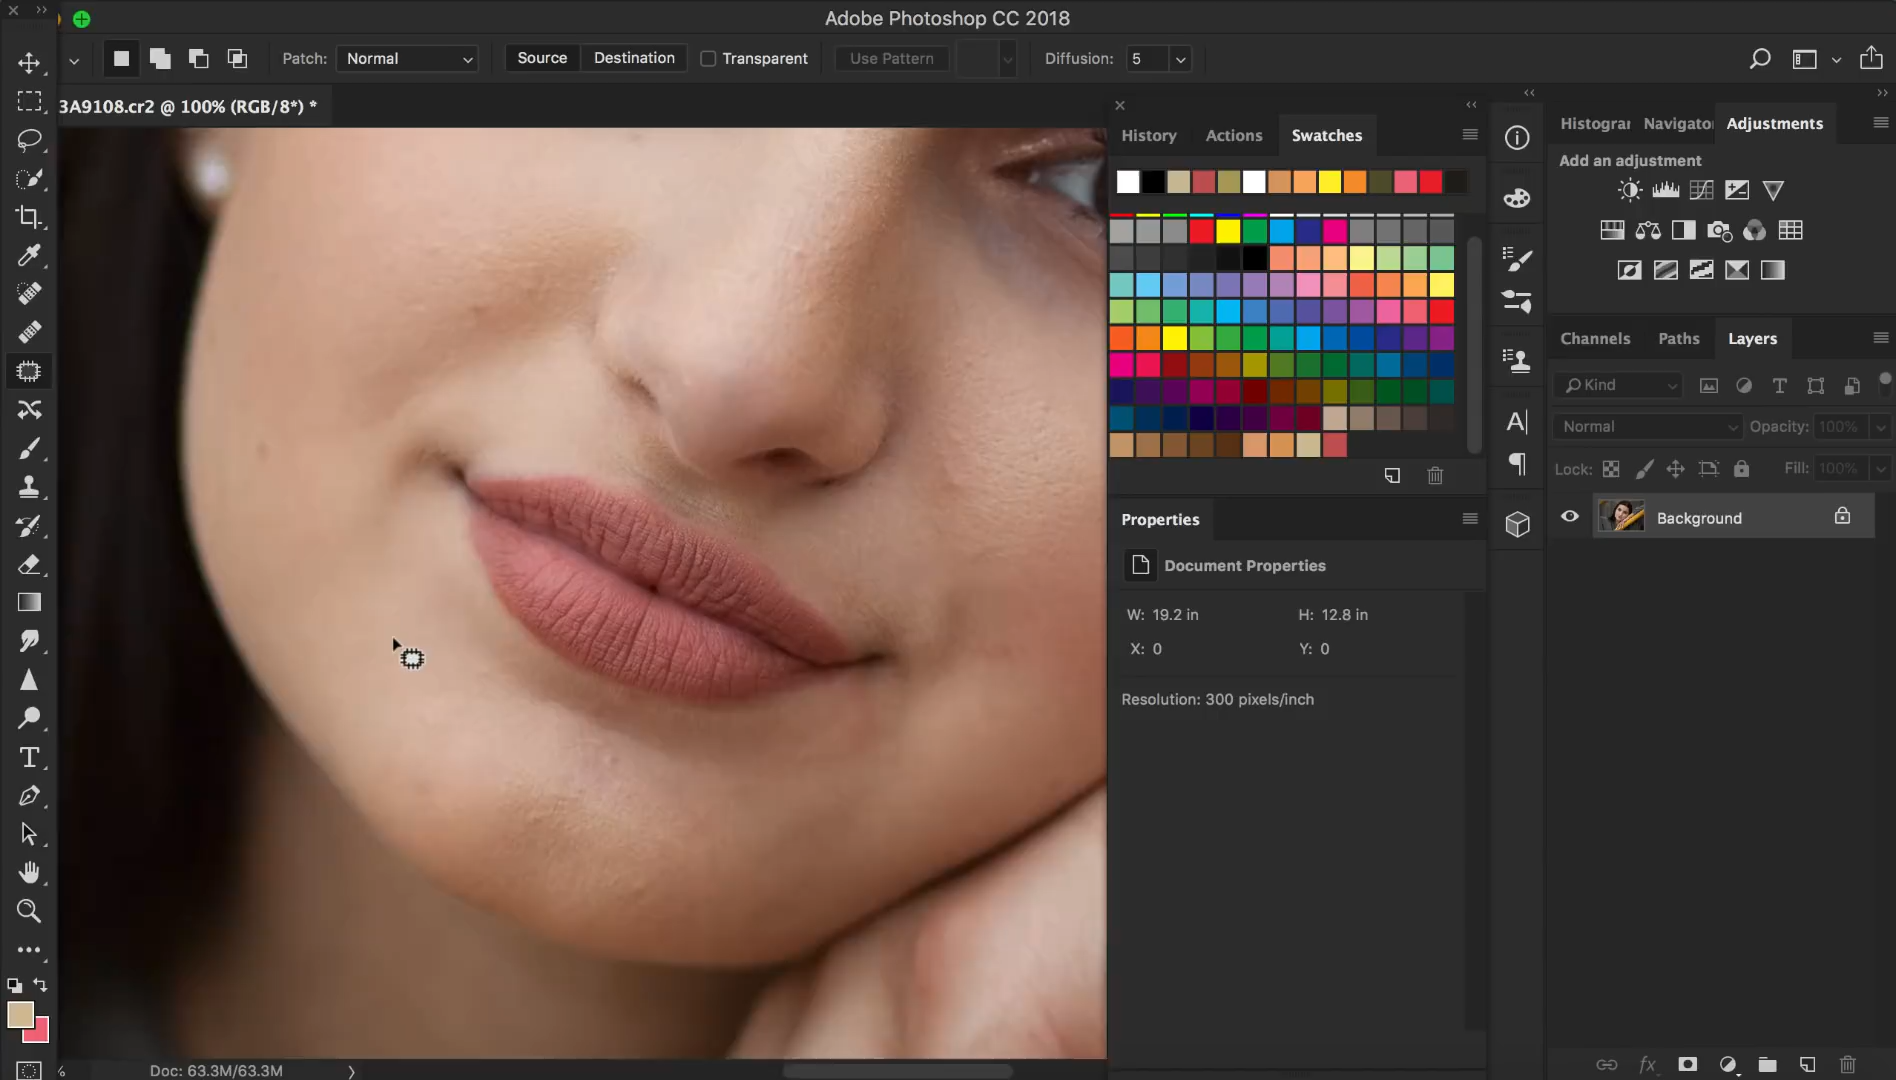 Adobe Photoshop CC 2018
Patch: Normal Source Destination Transparent Use Pattern Diffusion: 5
3A9108.cr2 @ 100% (RGB/8*) *
History Actions Swatches
Histograr Navigato Adjustments
Add an adjustment
Channels Paths Layers
Kind
Normal Opacity: 100%
Lock: Fill: 100%
Background
Properties
Document Properties
W: 19.2 in H: 12.8 in
X: 0 Y: 0
Resolution: 300 pixels/inch
% Doc: 63.3M/63.3M